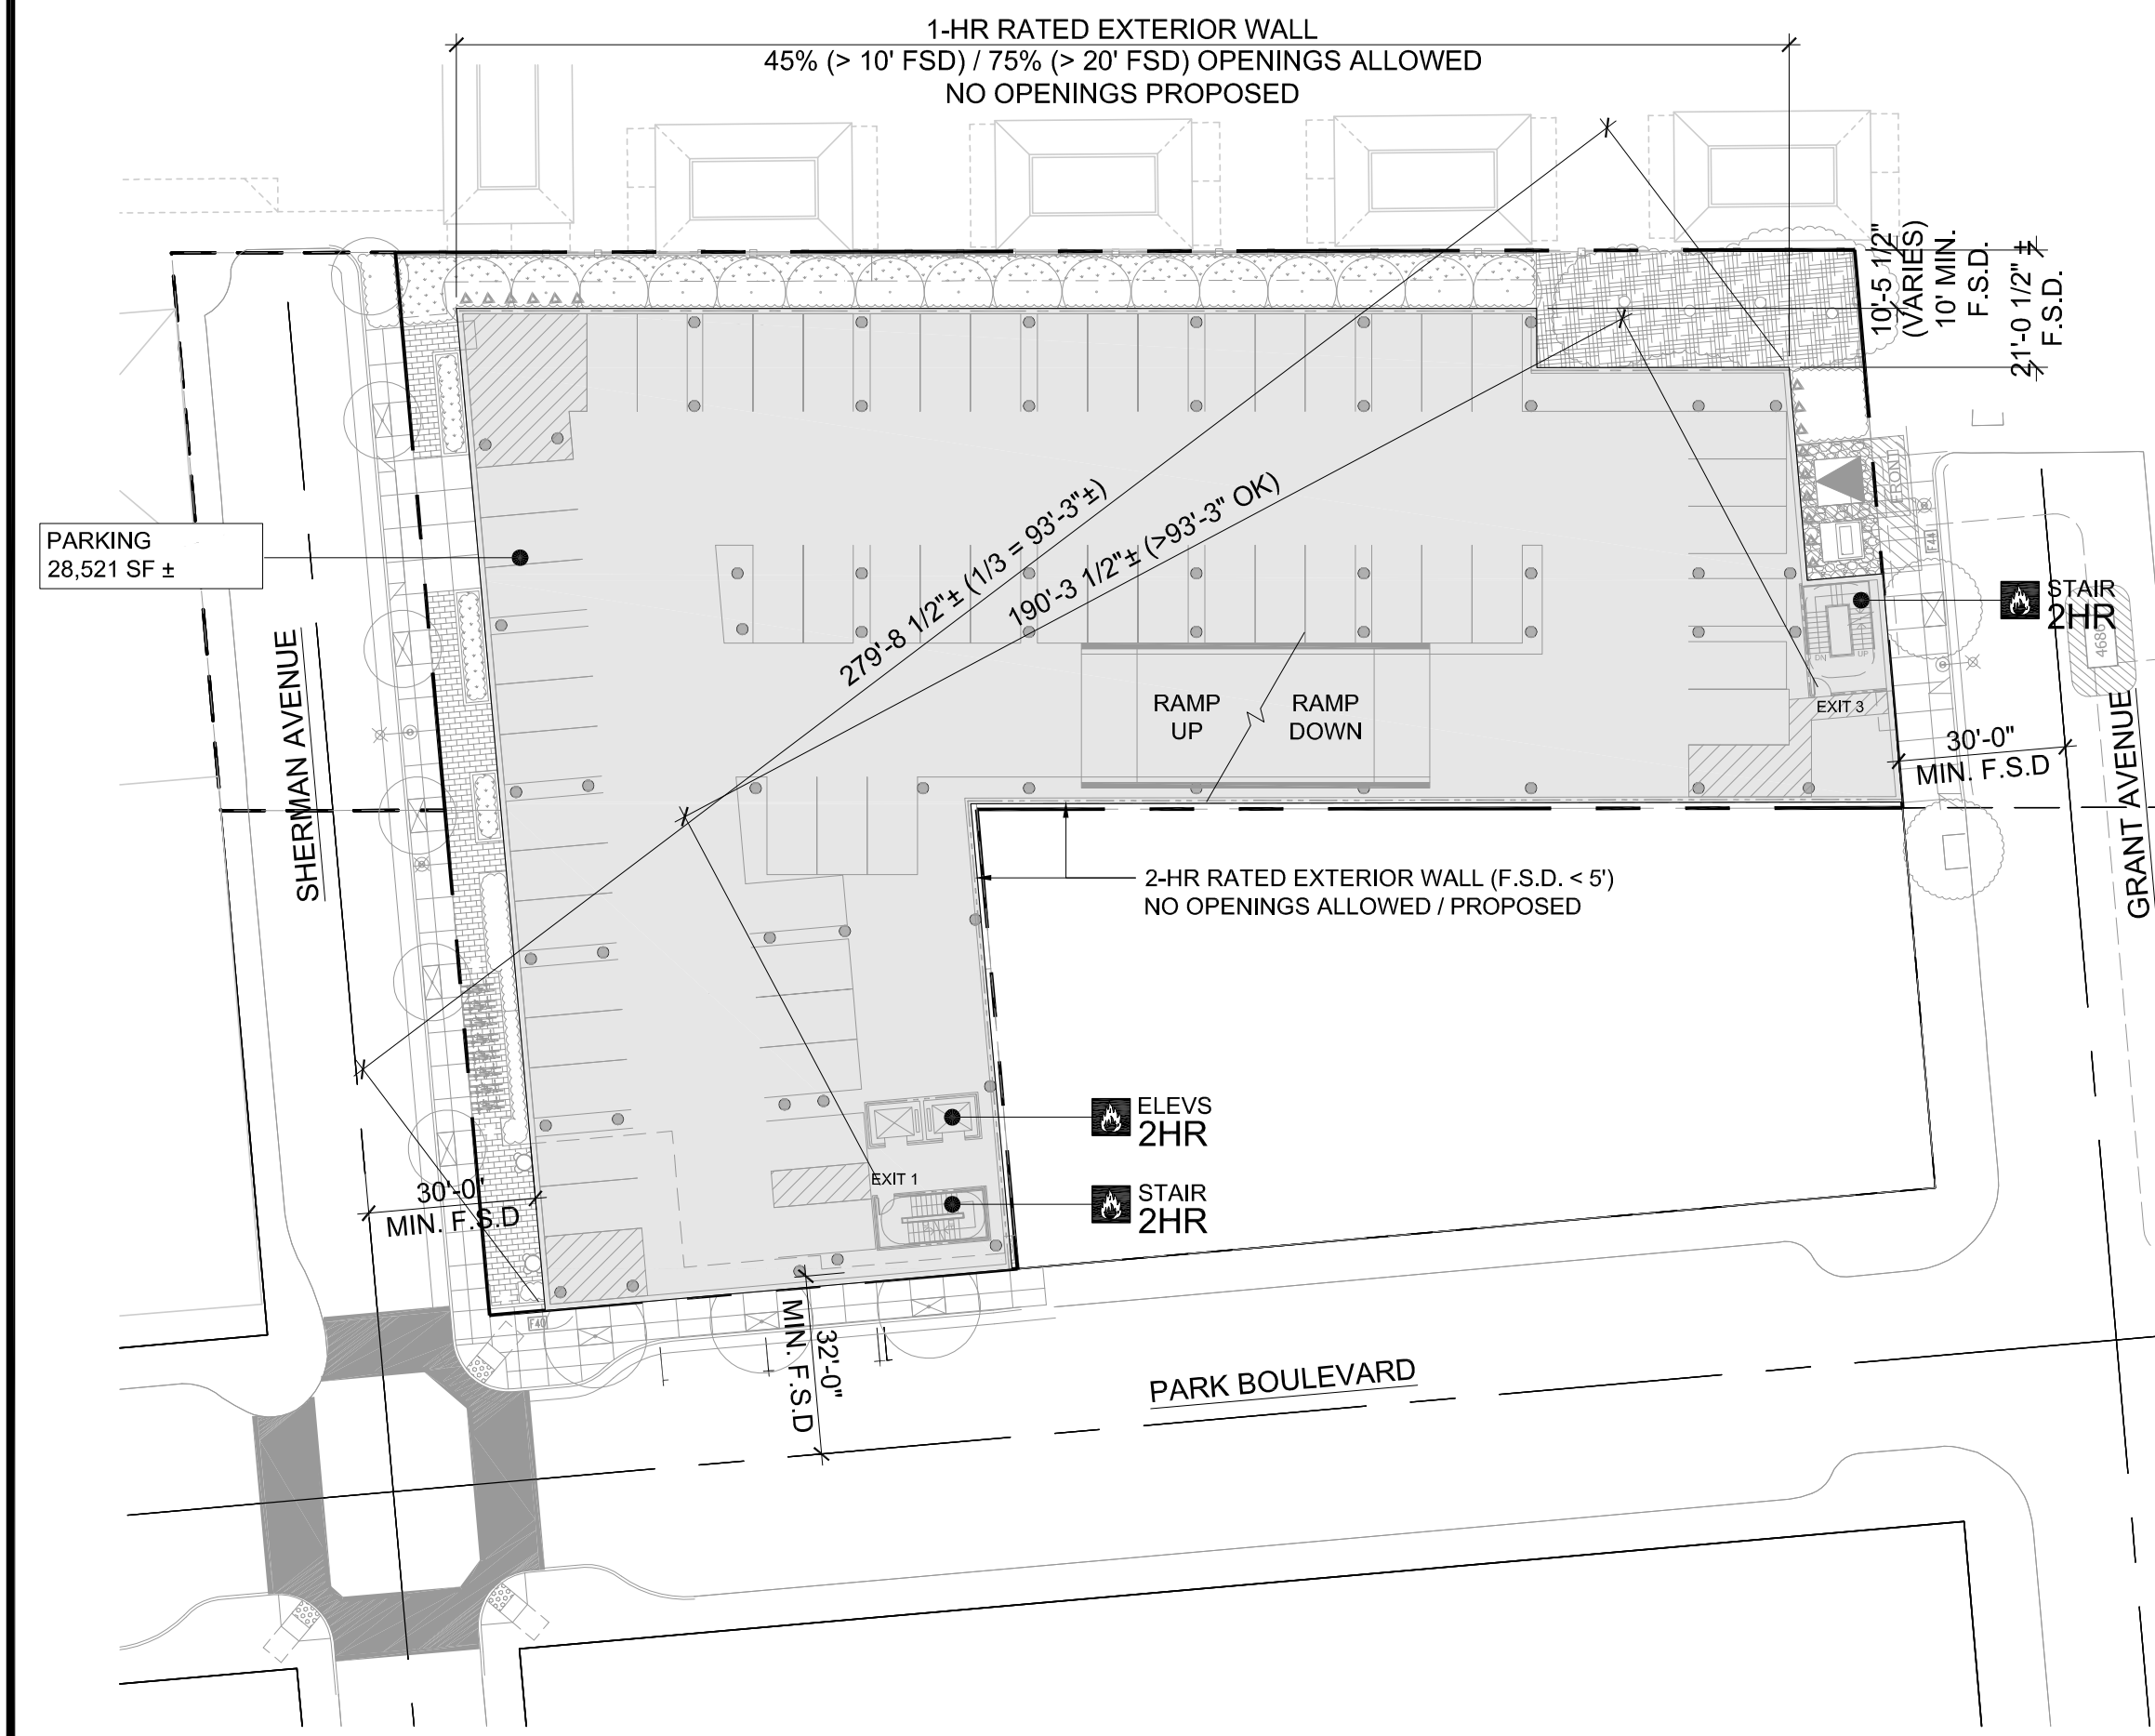 1-HR RATED EXTERIOR WALL
45% (> 10' FSD) / 75% (> 20' FSD) OPENINGS ALLOWED
NO OPENINGS PROPOSED
10'-5 1/2"
(VARIES)
10' MIN.
F.S.D.
21'-0 1/2" ±
F.S.D.
PARKING
28,521 SF ±
279'-8 1/2"± (1/3 = 93'-3"±)
190'-3 1/2"± (>93'-3" OK)
FRONT
F44
STAIR
2HR
DN
UP
EXIT 3
RAMP
UP
RAMP
DOWN
30'-0"
MIN. F.S.D
SHERMAN AVENUE
GRANT AVENUE
2-HR RATED EXTERIOR WALL (F.S.D. < 5')
NO OPENINGS ALLOWED / PROPOSED
ELEVS
2HR
EXIT 1
STAIR
2HR
30'-0"
MIN. F.S.D
F40
32'-0"
MIN. F.S.D
PARK BOULEVARD